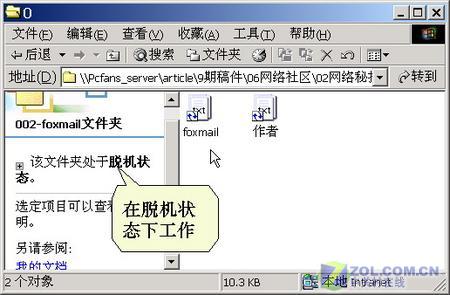 0
文件(F) 编辑(E) 查看(V) 收藏(A) 工具(T) 帮助(H)
后退 搜索 文件夹
地址(D) \\Pcfans_server\article\9期稿件\06网络社区\02网络秘技 转到
002-foxmail文件夹
该文件夹处于脱机状
态。
选定项目可以查看
明。
另请参阅:
我的文档
foxmail 作者
txt txt
在脱机状
态下工作
2 个对象 10.3 KB 本地 Intranet
ZOL.COM.CN